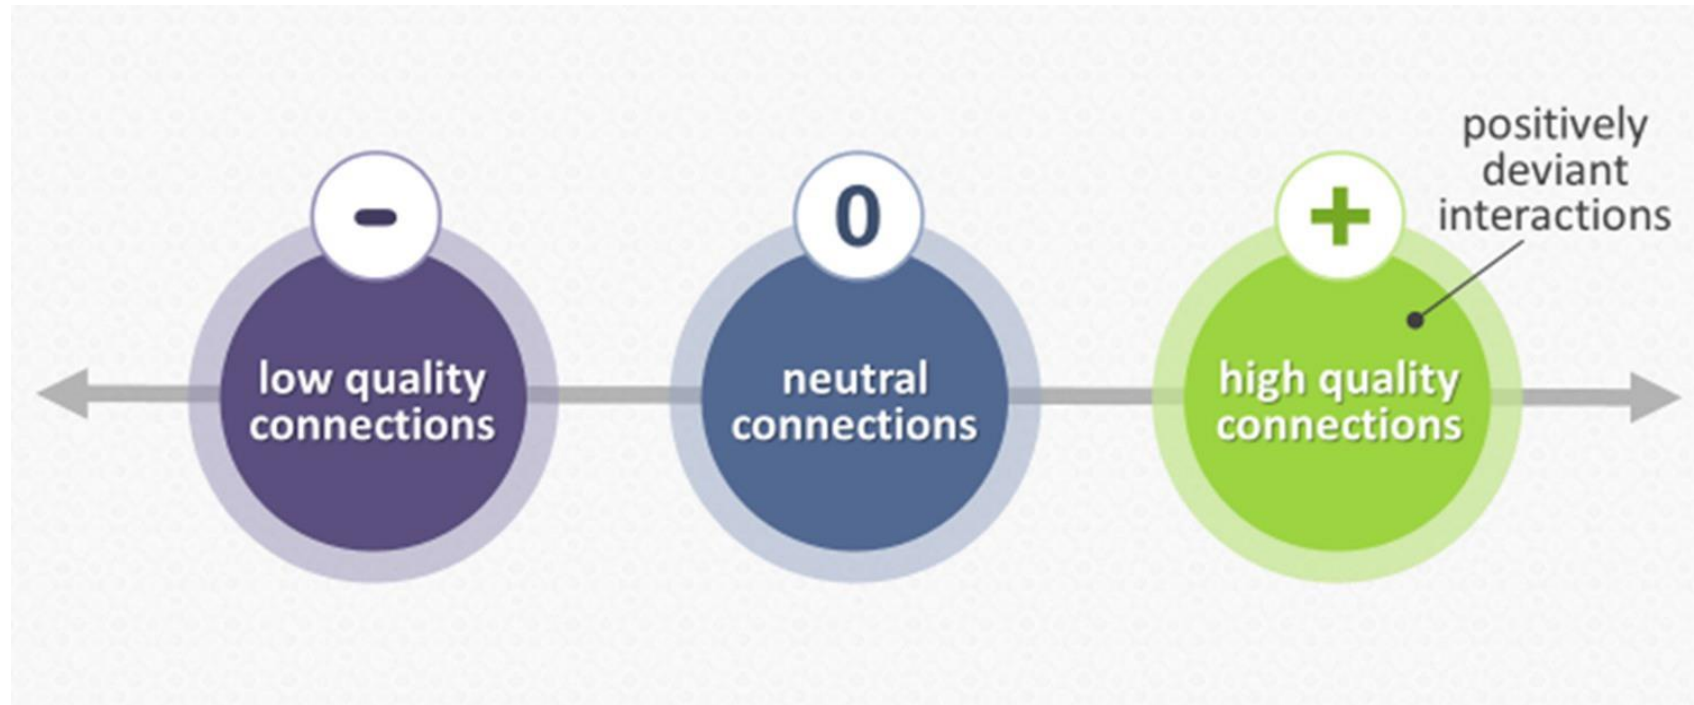 positively
deviant
interactions
-
0
+
low quality
connections
neutral
connections
high quality
connections